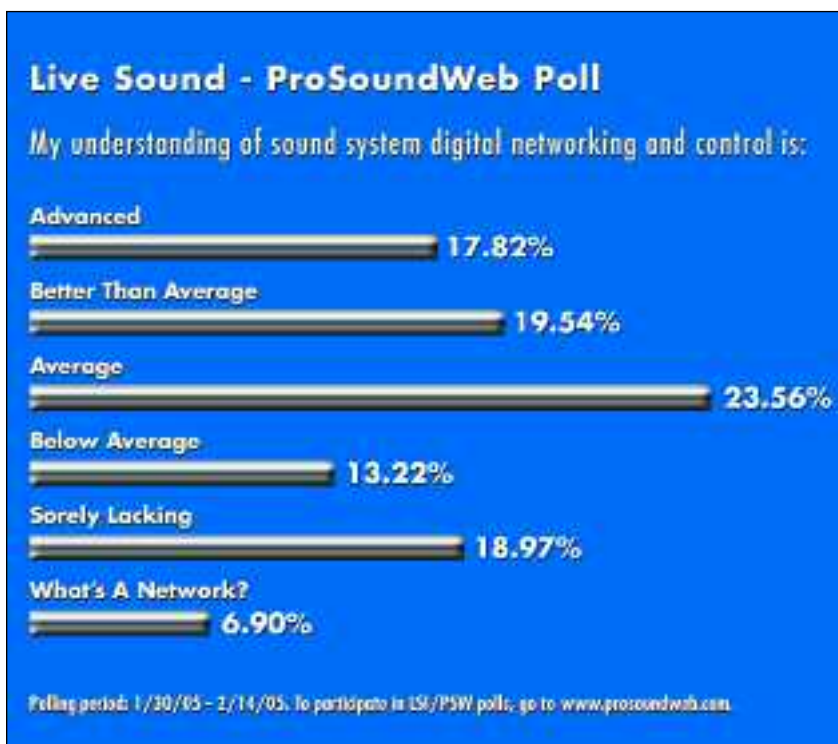 Live Sound - ProSoundWeb Poll
My understanding of sound system digital networking and control is:
Advanced
17.82%
Better Than Average
19.54%
Average
23.56%
Below Average
13.22%
Sorely Lacking
18.97%
What's A Network?
6.90%
Polling period: 1/30/05 - 2/14/05. To participate in LSI/PSW polls, go to www.prosoundweb.com